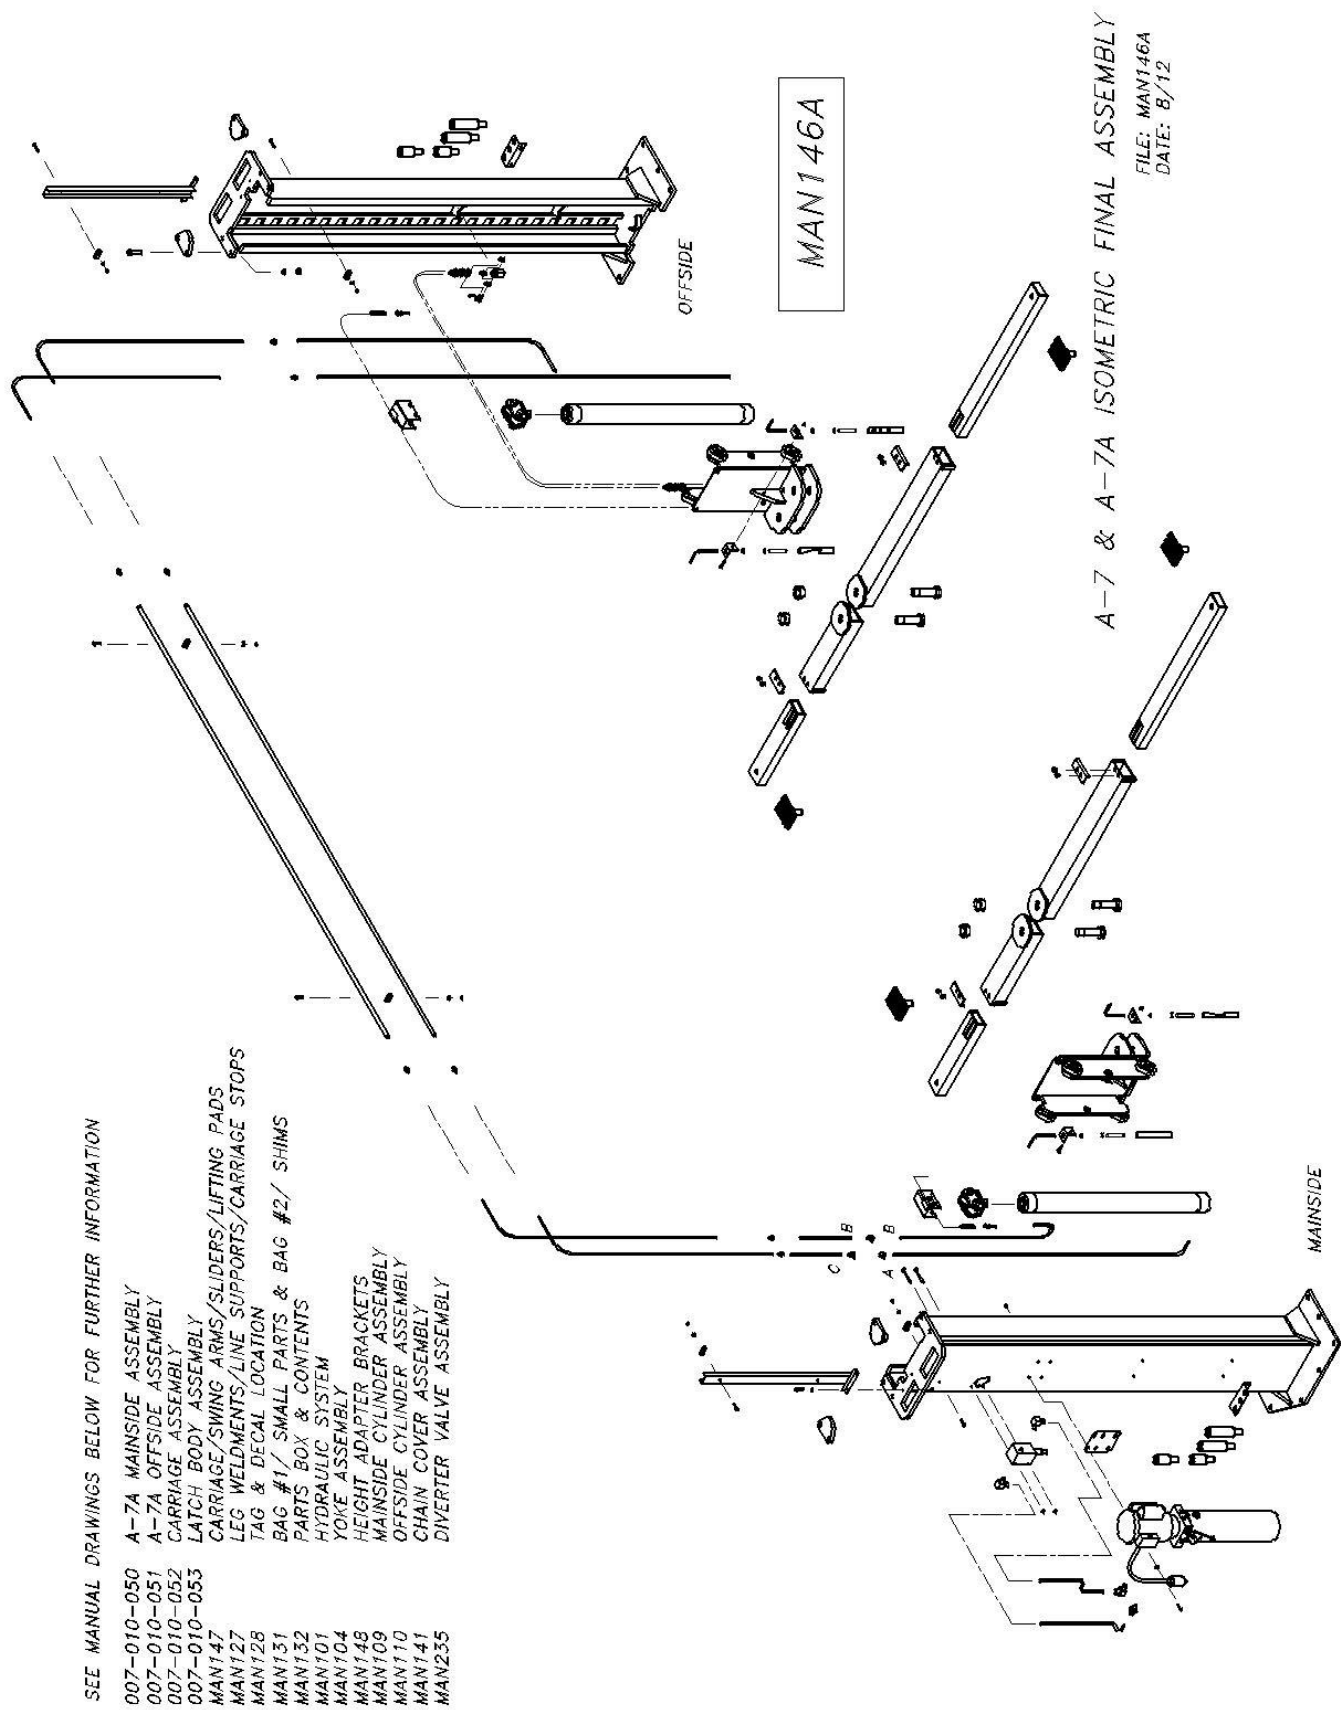 SEE MANUAL DRAWINGS BELOW FOR FURTHER INFORMATION
007-010-050 A-7A MAINSIDE ASSEMBLY
007-010-051 A-7A OFFSIDE ASSEMBLY
007-010-052 CARRIAGE ASSEMBLY
007-010-053 LATCH BODY ASSEMBLY
MAN147 CARRIAGE/SWING ARMS/SLIDERS/LIFTING PADS
MAN127 LEG WELDMENTS/LINE SUPPORTS/CARRIAGE STOPS
MAN128 TAG & DECAL LOCATION
MAN131 BAG #1/ SMALL PARTS & BAG #2/ SHIMS
MAN132 PARTS BOX & CONTENTS
MAN101 HYDRAULIC SYSTEM
MAN104 YOKE ASSEMBLY
MAN148 HEIGHT ADAPTER BRACKETS
MAN109 MAINSIDE CYLINDER ASSEMBLY
MAN110 OFFSIDE CYLINDER ASSEMBLY
MAN141 CHAIN COVER ASSEMBLY
MAN235 DIVERTER VALVE ASSEMBLY
OFFSIDE
MAN146A
C
B
A
B
MAINSIDE
A-7 & A-7A ISOMETRIC FINAL ASSEMBLY
FILE: MAN146A
DATE: 8/12